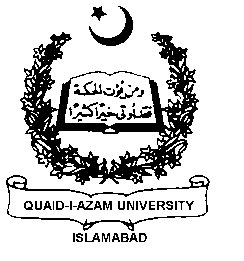 ومن يؤت الحكمة
فقد أوتي خيرا كثيرا
QUAID-I-AZAM UNIVERSITY
ISLAMABAD